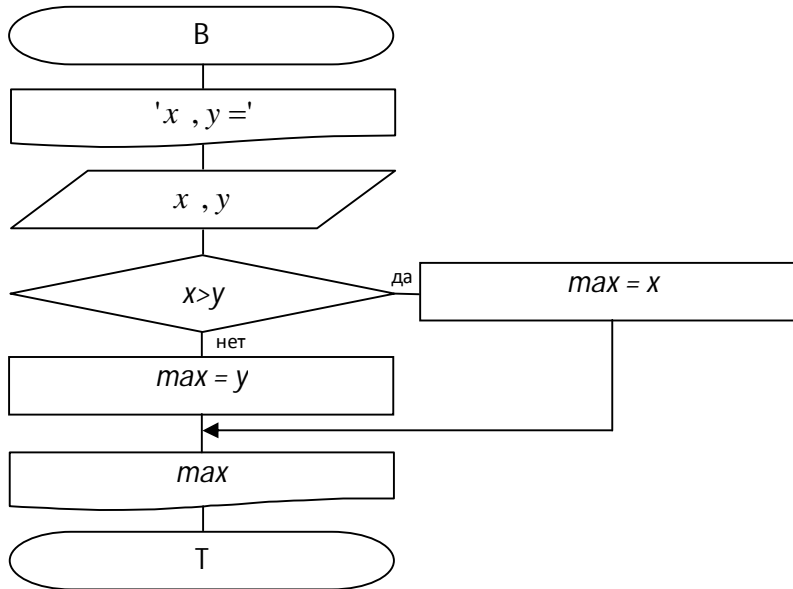 В
' x , y ='
x , y
x>y
да
max = x
нет
max = y
max
Т